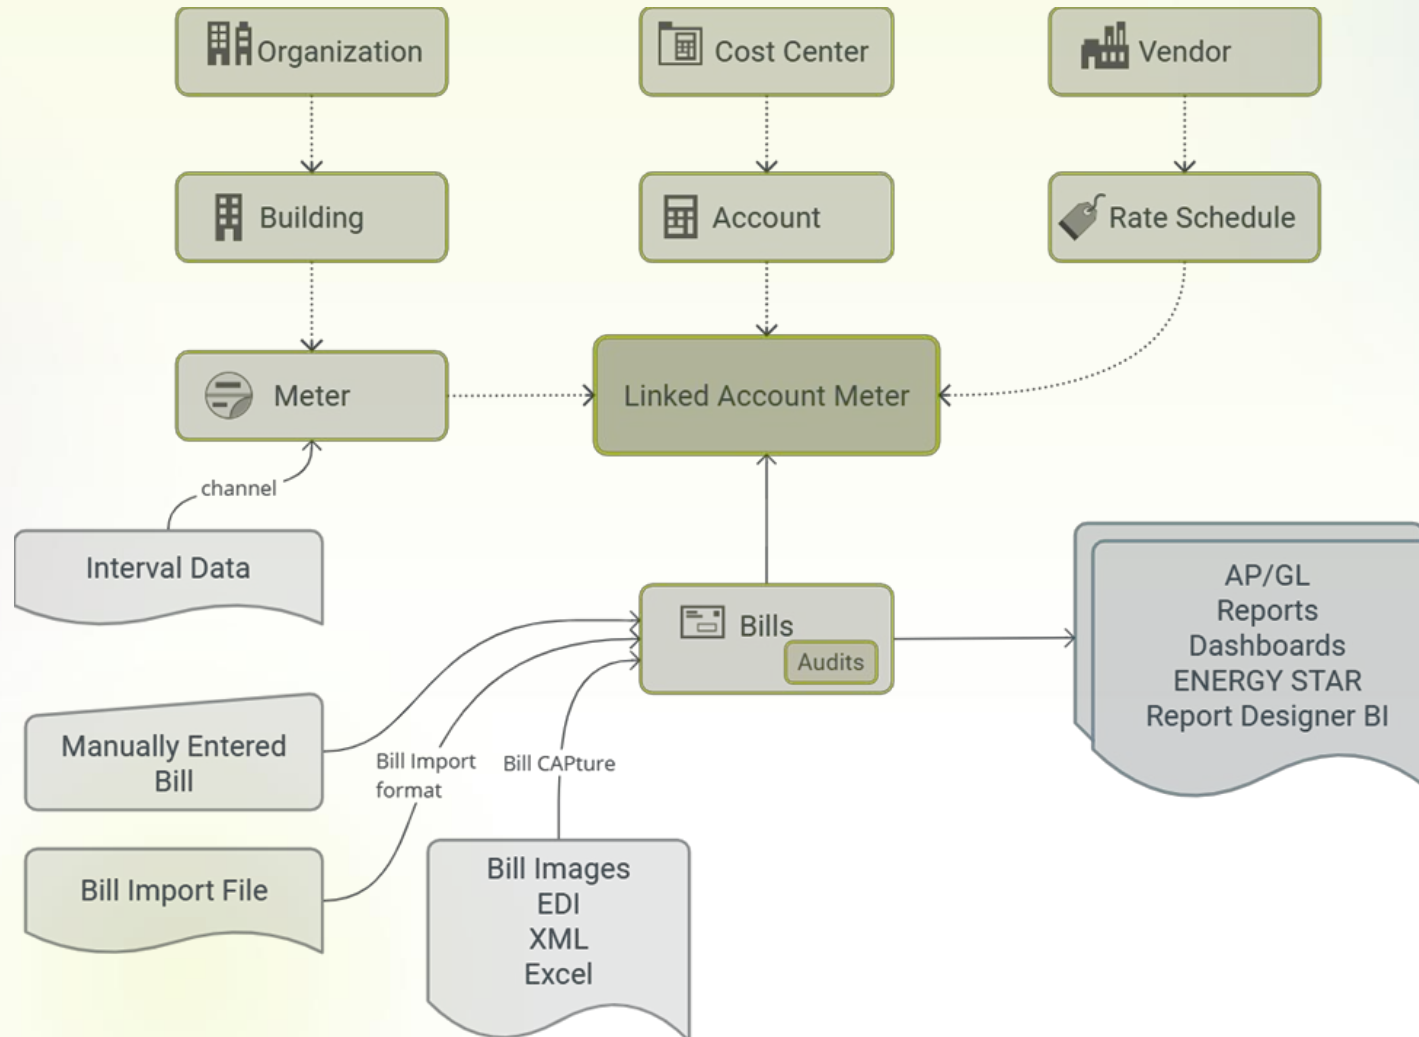 Organization
Cost Center
Vendor
Building
Account
Rate Schedule
Meter
Linked Account Meter
channel
Interval Data
Bills
Audits
AP/GL
Reports
Dashboards
ENERGY STAR
Report Designer BI
Manually Entered
Bill
Bill Import
format
Bill CAPture
Bill Import File
Bill Images
EDI
XML
Excel